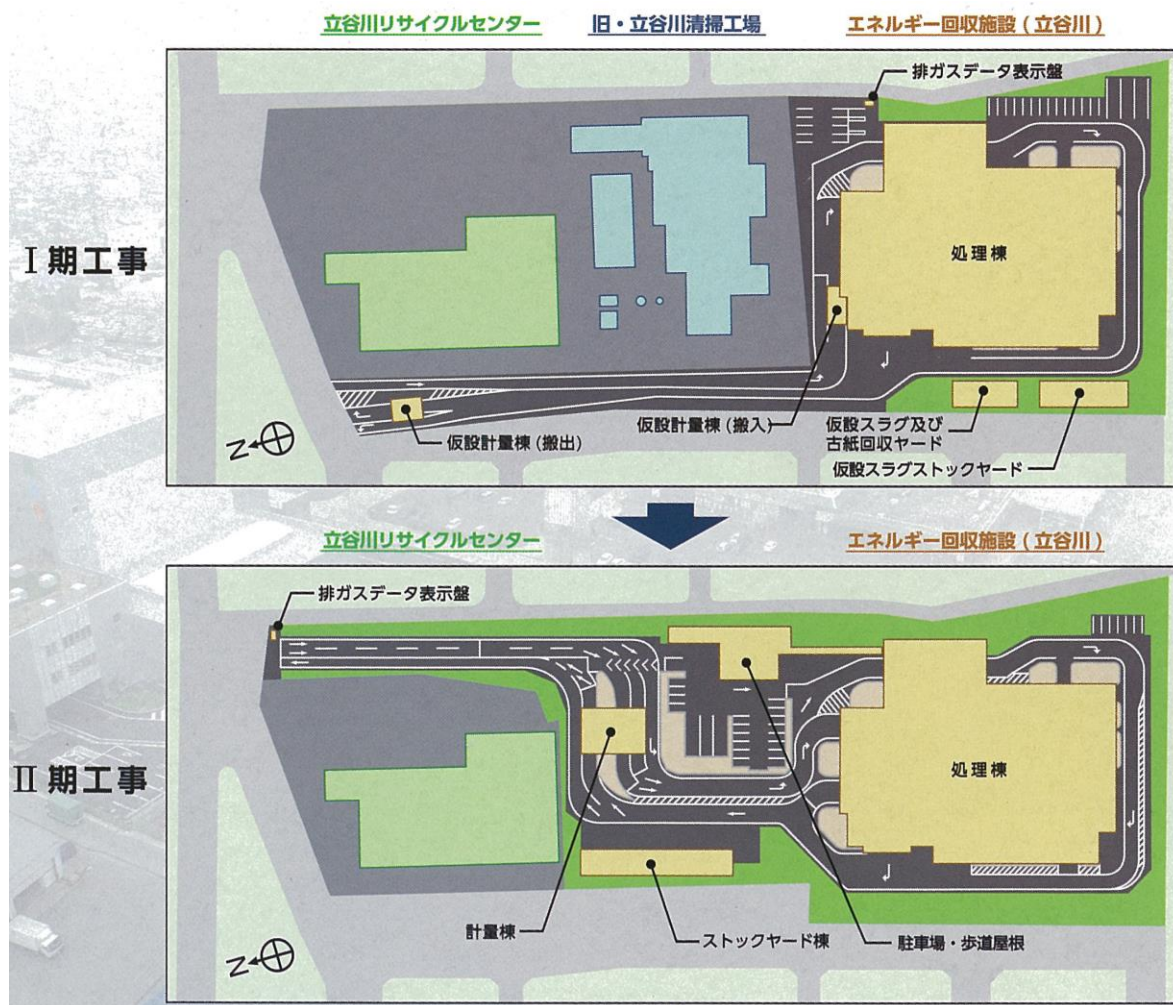 立谷川リサイクルセンター
旧・立谷川清掃工場
エネルギー回収施設(立谷川)
排ガスデータ表示盤
Ⅰ期工事
処理棟
仮設計量棟(搬出)
仮設計量棟(搬入)
仮設スラグ及び
古紙回収ヤード
仮設スラグストックヤード
N
立谷川リサイクルセンター
エネルギー回収施設(立谷川)
排ガスデータ表示盤
Ⅱ期工事
処理棟
計量棟
ストックヤード棟
駐車場・歩道屋根
N